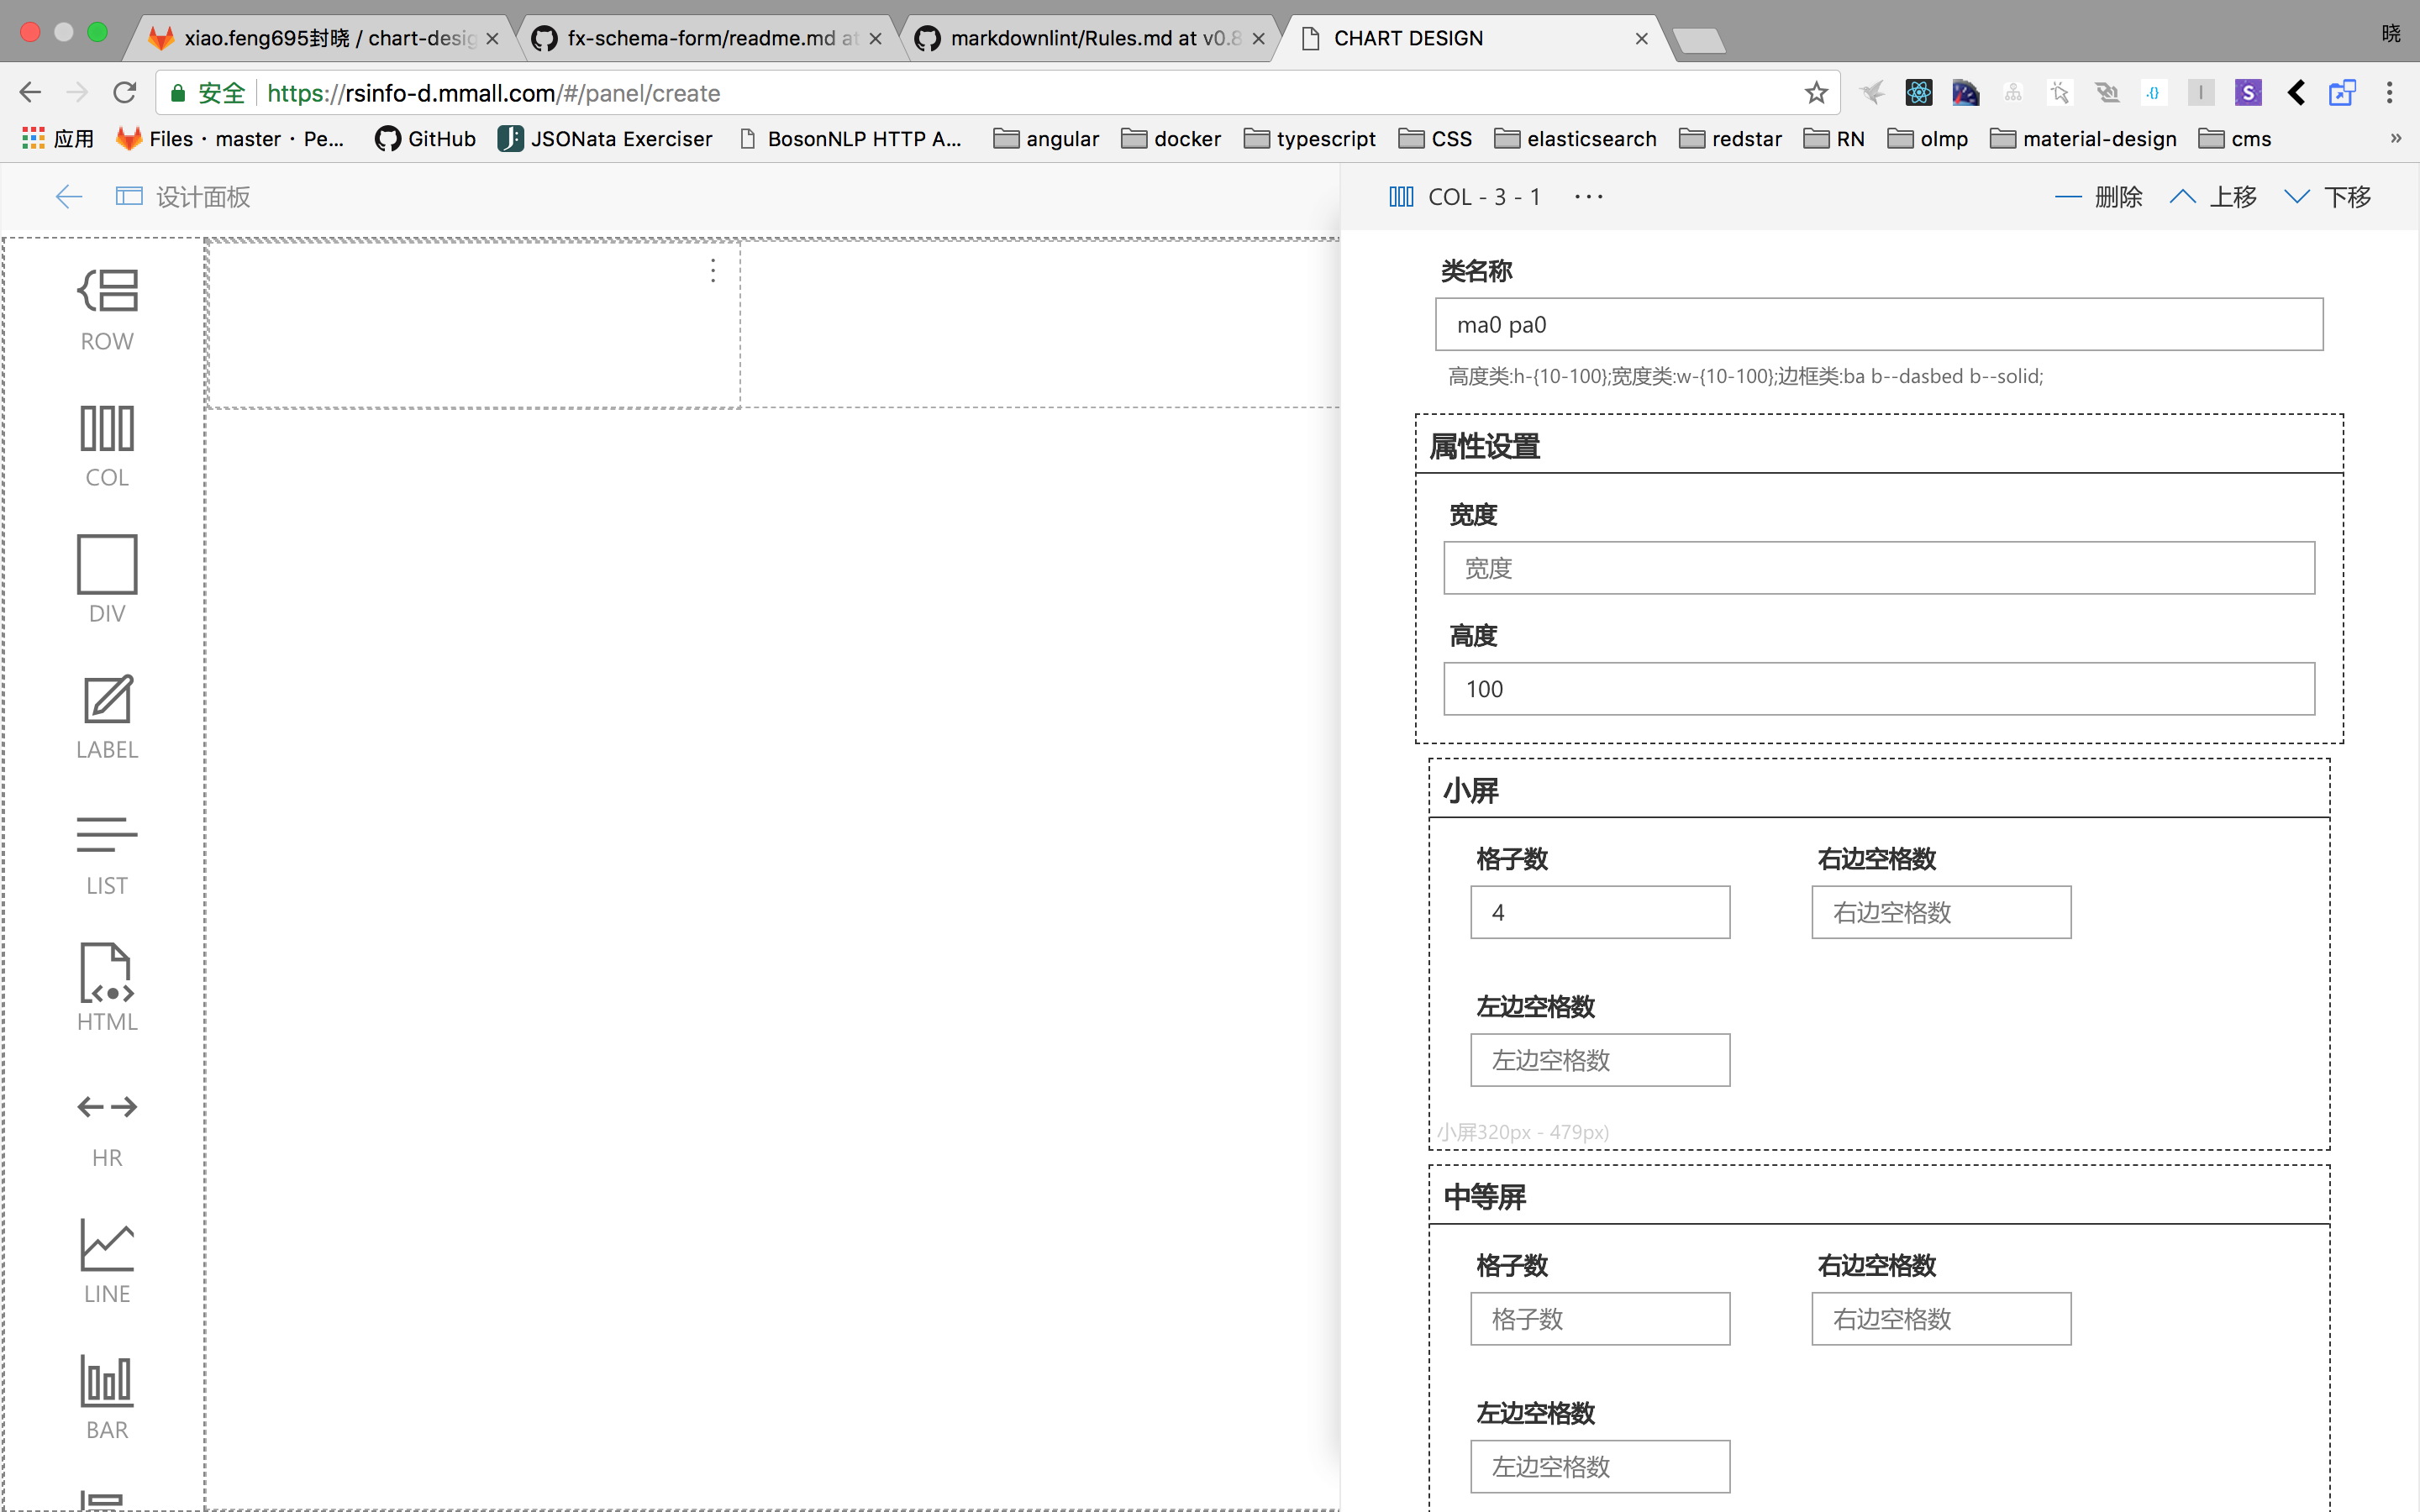 xiao.feng695封晓 / chart-desig
fx-schema-form/readme.md at
markdownlint/Rules.md at v0.8
CHART DESIGN
晓
安全
https://rsinfo-d.mmall.com/#/panel/create
应用
Files · master · Pe...
GitHub
JSONata Exerciser
BosonNLP HTTP A...
angular
docker
typescript
CSS
elasticsearch
redstar
RN
olmp
material-design
cms
»
设计面板
COL - 3 - 1
···
删除
上移
下移
ROW
COL
DIV
LABEL
LIST
HTML
HR
LINE
BAR
类名称
ma0 pa0
高度类:h-{10-100};宽度类:w-{10-100};边框类:ba b--dasbed b--solid;
属性设置
宽度
宽度
高度
100
小屏
格子数
右边空格数
4
右边空格数
左边空格数
左边空格数
小屏320px - 479px)
中等屏
格子数
右边空格数
格子数
右边空格数
左边空格数
左边空格数